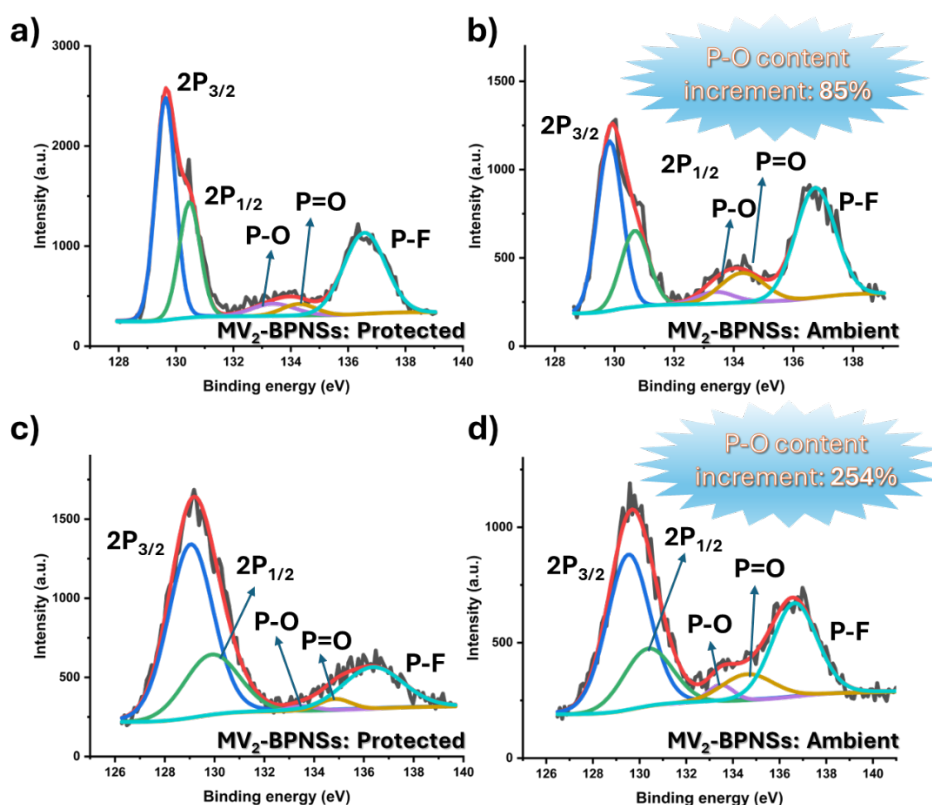 a)
3000
2000
1000
0
Intensity (a.u.)
2P3/2
2P1/2
P-O
P=O
P-F
MV2-BPNSs: Protected
128 130 132 134 136 138 140
Binding energy (eV)
b)
P-O content
increment: 85%
1500
1000
500
0
Intensity (a.u.)
2P3/2
2P1/2
P=O
P-O
P-F
MV2-BPNSs: Ambient
130 132 134 136 138
Binding energy (eV)
c)
1500
1000
500
0
Intensity (a.u.)
2P3/2
2P1/2
P-O
P=O
P-F
MV2-BPNSs: Protected
126 128 130 132 134 136 138 140
Binding energy (eV)
d)
P-O content
increment: 254%
1000
500
0
Intensity (a.u.)
2P3/2
2P1/2
P=O
P-O
P-F
MV2-BPNSs: Ambient
126 128 130 132 134 136 138 140
Binding energy (eV)